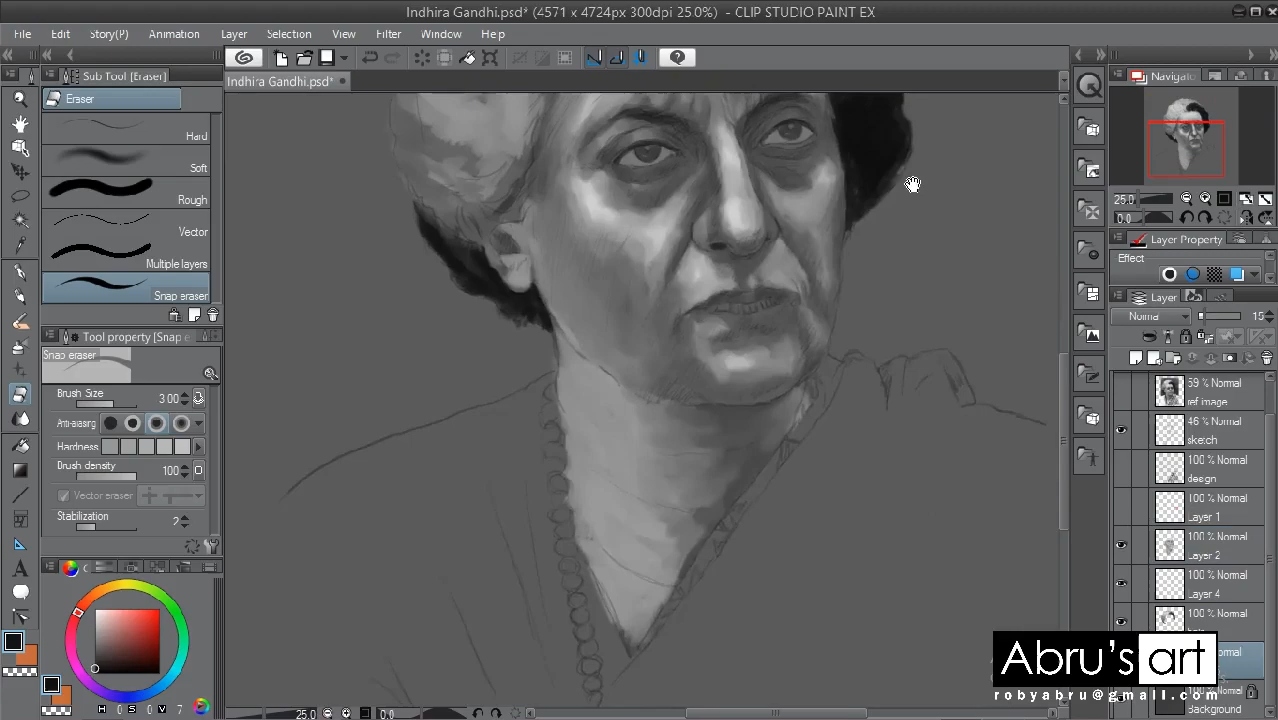 Indhira Gandhi.psd* (4571 x 4724px 300dpi 25.0%) - CLIP STUDIO PAINT EX
File Edit Story(P) Animation Layer Selection View Filter Window Help
Sub Tool [Eraser]
Indhira Gandhi.psd*
Navigato
Eraser
Hard
Soft
Rough
Vector
Multiple layers
Snap eraser
25.0
0.0
Layer Property
Effect
Layer
Norma
15
Tool property [Snap e
Snap eraser
Brush Size 3.00
Anti-aliasing
Hardness
Brush density 100
Vector eraser
Stabilization 2
59 % Normal
ref image
46 % Normal
sketch
100 % Normal
design
100 % Normal
Layer 1
100 % Normal
Layer 2
100 % Normal
Layer 4
100 % Normal
Abru's art
robyabru@gmail.com
Background
H 0 S 0 V 7
25.0 0.0